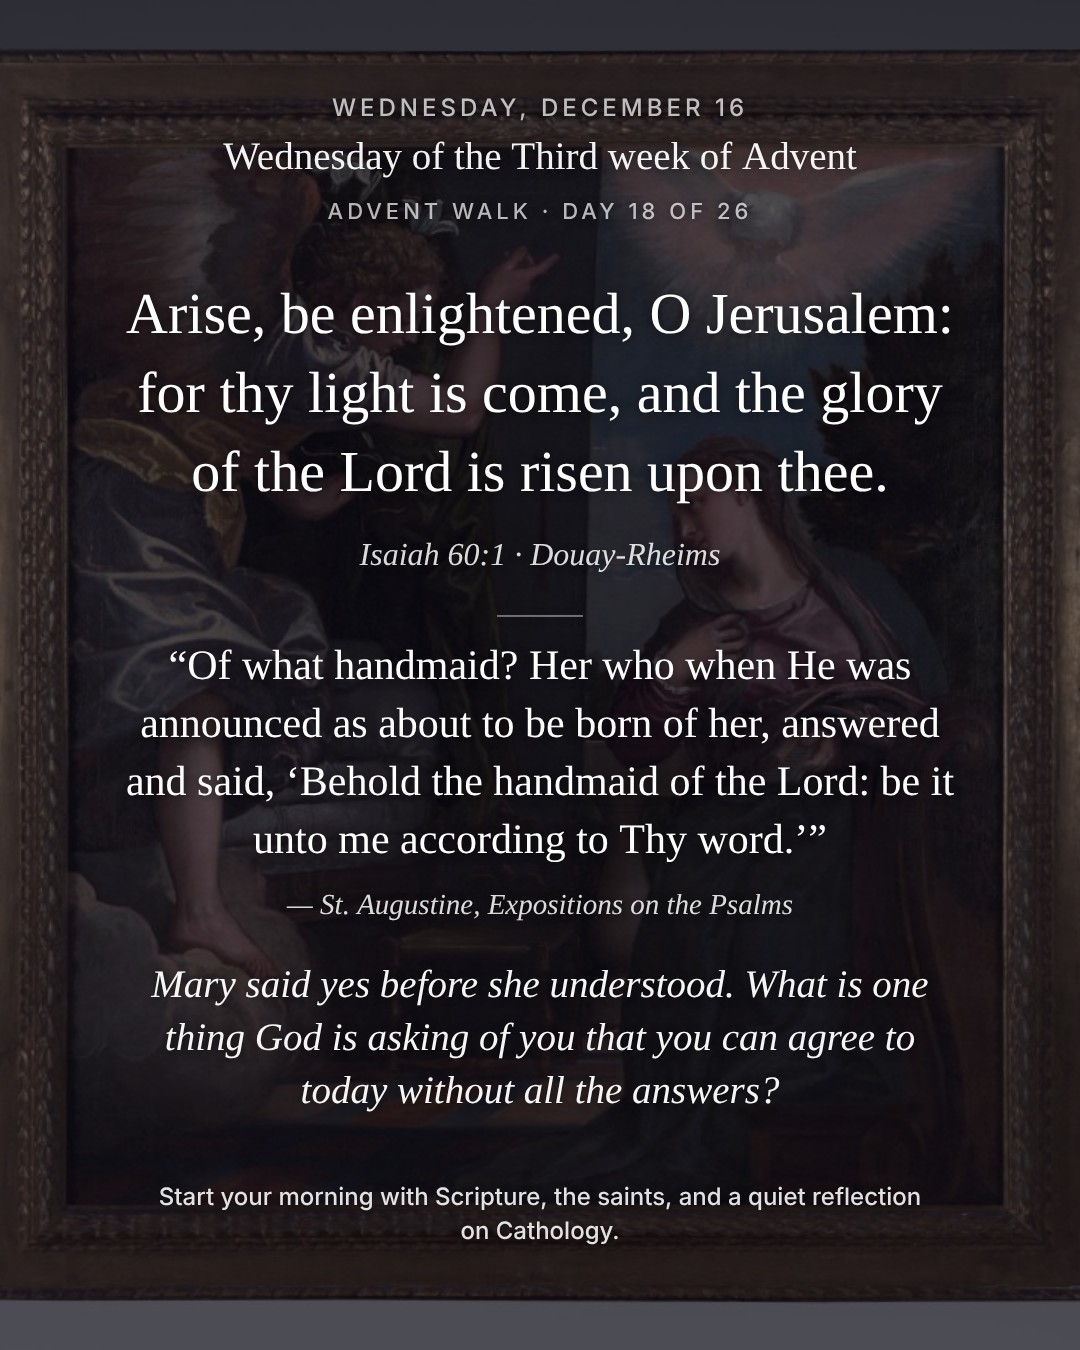 WEDNESDAY, DECEMBER 16
Wednesday of the Third week of Advent
ADVENT WALK · DAY 18 OF 26
Arise, be enlightened, O Jerusalem:
for thy light is come, and the glory
of the Lord is risen upon thee.
Isaiah 60:1 · Douay-Rheims
“Of what handmaid? Her who when He was
announced as about to be born of her, answered
and said, ‘Behold the handmaid of the Lord: be it
unto me according to Thy word.’”
— St. Augustine, Expositions on the Psalms
Mary said yes before she understood. What is one
thing God is asking of you that you can agree to
today without all the answers?
Start your morning with Scripture, the saints, and a quiet reflection
on Cathology.